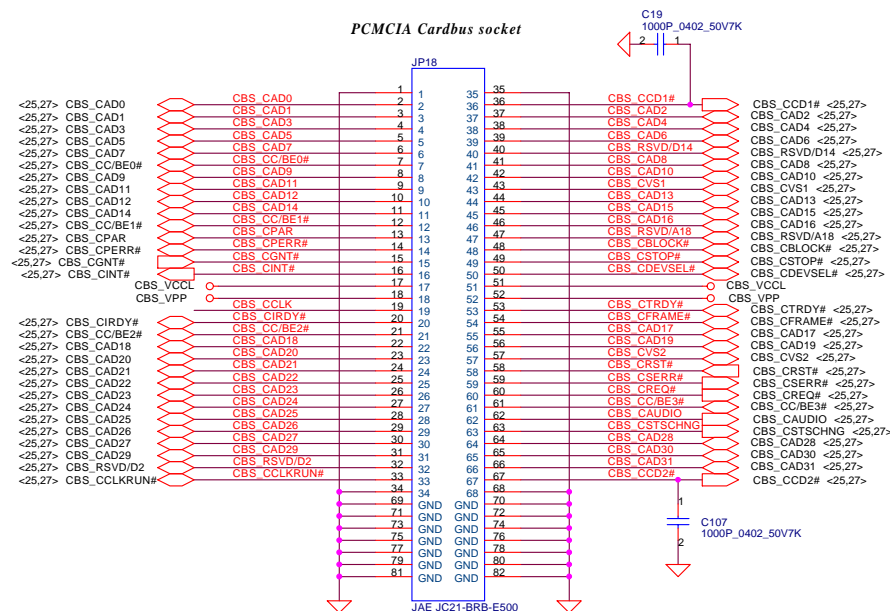 PCMCIA Cardbus socket
C19
1000P_0402_50V7K
2 1
JP18
1 1 35 35
<25,27> CBS_CAD0 CBS_CAD0 2 2 36 36 CBS_CCD1# CBS_CCD1# <25,27>
<25,27> CBS_CAD1 CBS_CAD1 3 3 37 37 CBS_CAD2 CBS_CAD2 <25,27>
<25,27> CBS_CAD3 CBS_CAD3 4 4 38 38 CBS_CAD4 CBS_CAD4 <25,27>
<25,27> CBS_CAD5 CBS_CAD5 5 5 39 39 CBS_CAD6 CBS_CAD6 <25,27>
<25,27> CBS_CAD7 CBS_CAD7 6 6 40 40 CBS_RSVD/D14 CBS_RSVD/D14 <25,27>
<25,27> CBS_CC/BE0# CBS_CC/BE0# 7 7 41 41 CBS_CAD8 CBS_CAD8 <25,27>
<25,27> CBS_CAD9 CBS_CAD9 8 8 42 42 CBS_CAD10 CBS_CAD10 <25,27>
<25,27> CBS_CAD11 CBS_CAD11 9 9 43 43 CBS_CVS1 CBS_CVS1 <25,27>
<25,27> CBS_CAD12 CBS_CAD12 10 10 44 44 CBS_CAD13 CBS_CAD13 <25,27>
<25,27> CBS_CAD14 CBS_CAD14 11 11 45 45 CBS_CAD15 CBS_CAD15 <25,27>
<25,27> CBS_CC/BE1# CBS_CC/BE1# 12 12 46 46 CBS_CAD16 CBS_CAD16 <25,27>
<25,27> CBS_CPAR CBS_CPAR 13 13 47 47 CBS_RSVD/A18 CBS_RSVD/A18 <25,27>
<25,27> CBS_CPERR# CBS_CPERR# 14 14 48 48 CBS_CBLOCK# CBS_CBLOCK# <25,27>
<25,27> CBS_CGNT# CBS_CGNT# 15 15 49 49 CBS_CSTOP# CBS_CSTOP# <25,27>
<25,27> CBS_CINT# CBS_CINT# 16 16 50 50 CBS_CDEVSEL# CBS_CDEVSEL# <25,27>
CBS_VCCL 17 17 51 51 CBS_VCCL
CBS_VPP 18 18 52 52 CBS_VPP
CBS_CCLK 19 19 53 53 CBS_CTRDY# CBS_CTRDY# <25,27>
<25,27> CBS_CIRDY# CBS_CIRDY# 20 20 54 54 CBS_CFRAME# CBS_CFRAME# <25,27>
<25,27> CBS_CC/BE2# CBS_CC/BE2# 21 21 55 55 CBS_CAD17 CBS_CAD17 <25,27>
<25,27> CBS_CAD18 CBS_CAD18 22 22 56 56 CBS_CAD19 CBS_CAD19 <25,27>
<25,27> CBS_CAD20 CBS_CAD20 23 23 57 57 CBS_CVS2 CBS_CVS2 <25,27>
<25,27> CBS_CAD21 CBS_CAD21 24 24 58 58 CBS_CRST# CBS_CRST# <25,27>
<25,27> CBS_CAD22 CBS_CAD22 25 25 59 59 CBS_CSERR# CBS_CSERR# <25,27>
<25,27> CBS_CAD23 CBS_CAD23 26 26 60 60 CBS_CREQ# CBS_CREQ# <25,27>
<25,27> CBS_CAD24 CBS_CAD24 27 27 61 61 CBS_CC/BE3# CBS_CC/BE3# <25,27>
<25,27> CBS_CAD25 CBS_CAD25 28 28 62 62 CBS_CAUDIO CBS_CAUDIO <25,27>
<25,27> CBS_CAD26 CBS_CAD26 29 29 63 63 CBS_CSTSCHNG CBS_CSTSCHNG <25,27>
<25,27> CBS_CAD27 CBS_CAD27 30 30 64 64 CBS_CAD28 CBS_CAD28 <25,27>
<25,27> CBS_CAD29 CBS_CAD29 31 31 65 65 CBS_CAD30 CBS_CAD30 <25,27>
<25,27> CBS_RSVD/D2 CBS_RSVD/D2 32 32 66 66 CBS_CAD31 CBS_CAD31 <25,27>
<25,27> CBS_CCLKRUN# CBS_CCLKRUN# 33 33 67 67 CBS_CCD2# CBS_CCD2# <25,27>
34 34 68 68
69 GND GND 70
71 GND GND 72
73 GND GND 74
75 GND GND 76
77 GND GND 78
79 GND GND 80
81 GND GND 82
1
C107
1000P_0402_50V7K
2
JAE JC21-BRB-E500